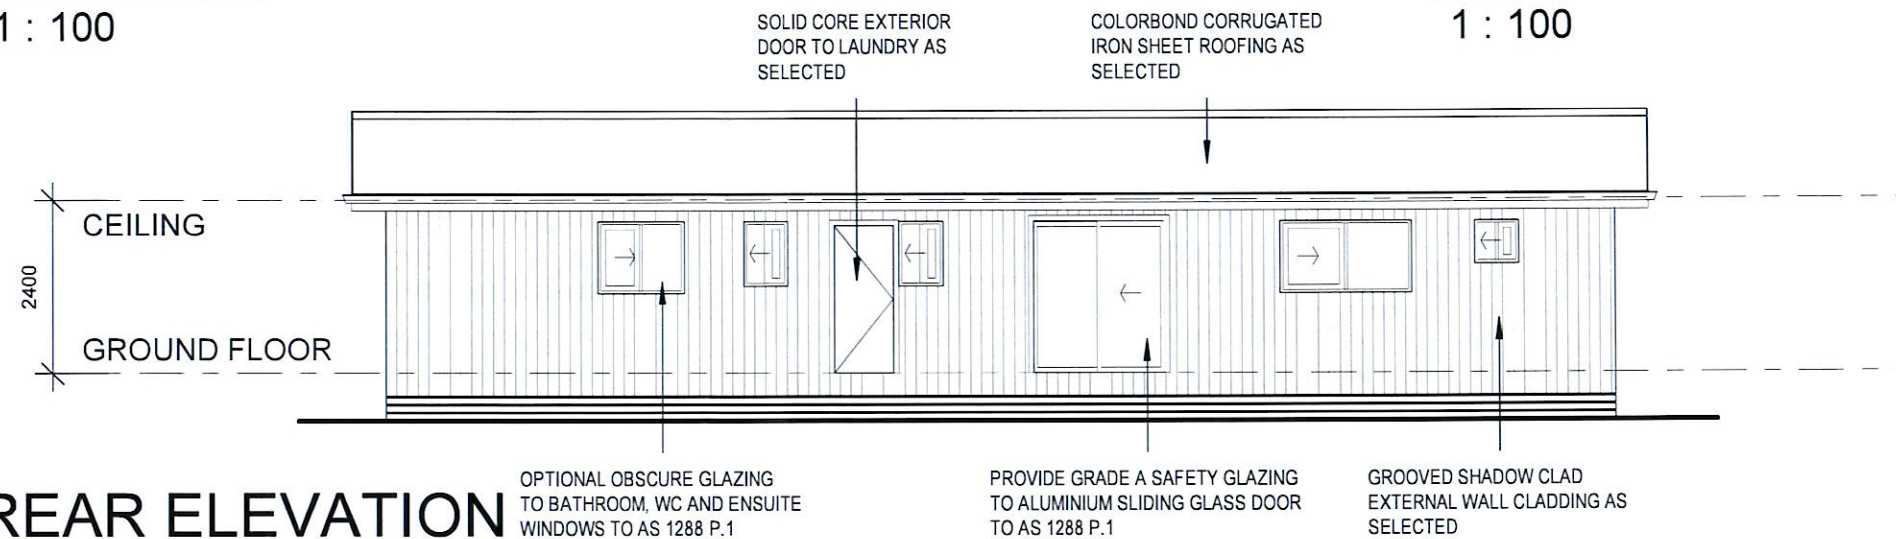 1 : 100
SOLID CORE EXTERIOR
DOOR TO LAUNDRY AS
SELECTED
COLORBOND CORRUGATED
IRON SHEET ROOFING AS
SELECTED
1 : 100
CEILING
2400
GROUND FLOOR
REAR ELEVATION
OPTIONAL OBSCURE GLAZING
TO BATHROOM, WC AND ENSUITE
WINDOWS TO AS 1288 P.1
PROVIDE GRADE A SAFETY GLAZING
TO ALUMINIUM SLIDING GLASS DOOR
TO AS 1288 P.1
GROOVED SHADOW CLAD
EXTERNAL WALL CLADDING AS
SELECTED